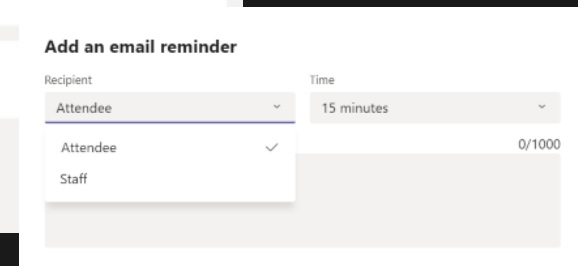 Add an email reminder
Recipient
Time
Attendee
15 minutes
Attendee
0/1000
Staff